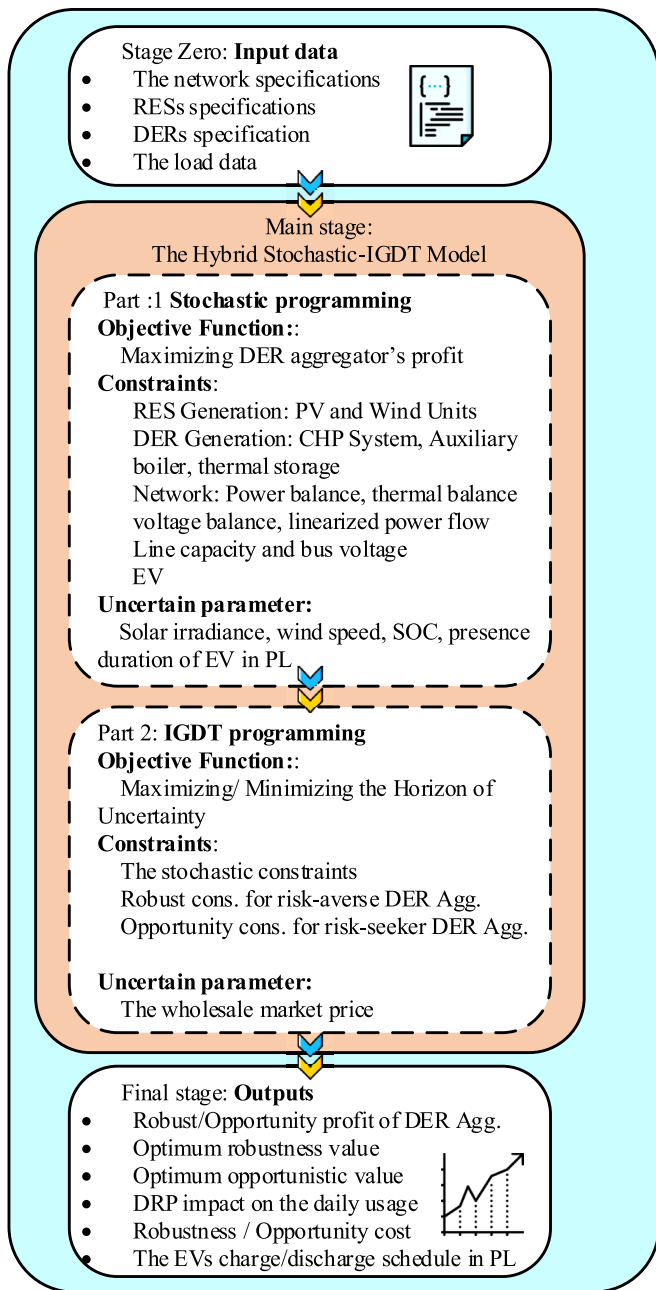 Stage Zero: Input data
• The network specifications
• RESs specifications
• DERs specification
• The load data
{...}
Main stage:
The Hybrid Stochastic-IGDT Model
Part :1 Stochastic programming
Objective Function::
Maximizing DER aggregator's profit
Constraints:
RES Generation: PV and Wind Units
DER Generation: CHP System, Auxiliary
boiler, thermal storage
Network: Power balance, thermal balance
voltage balance, linearized power flow
Line capacity and bus voltage
EV
Uncertain parameter:
Solar irradiance, wind speed, SOC, presence
duration of EV in PL
Part 2: IGDT programming
Objective Function::
Maximizing/ Minimizing the Horizon of
Uncertainty
Constraints:
The stochastic constraints
Robust cons. for risk-averse DER Agg.
Opportunity cons. for risk-seeker DER Agg.
Uncertain parameter:
The wholesale market price
Final stage: Outputs
• Robust/Opportunity profit of DER Agg.
• Optimum robustness value
• Optimum opportunistic value
• DRP impact on the daily usage
• Robustness / Opportunity cost
• The EVs charge/discharge schedule in PL